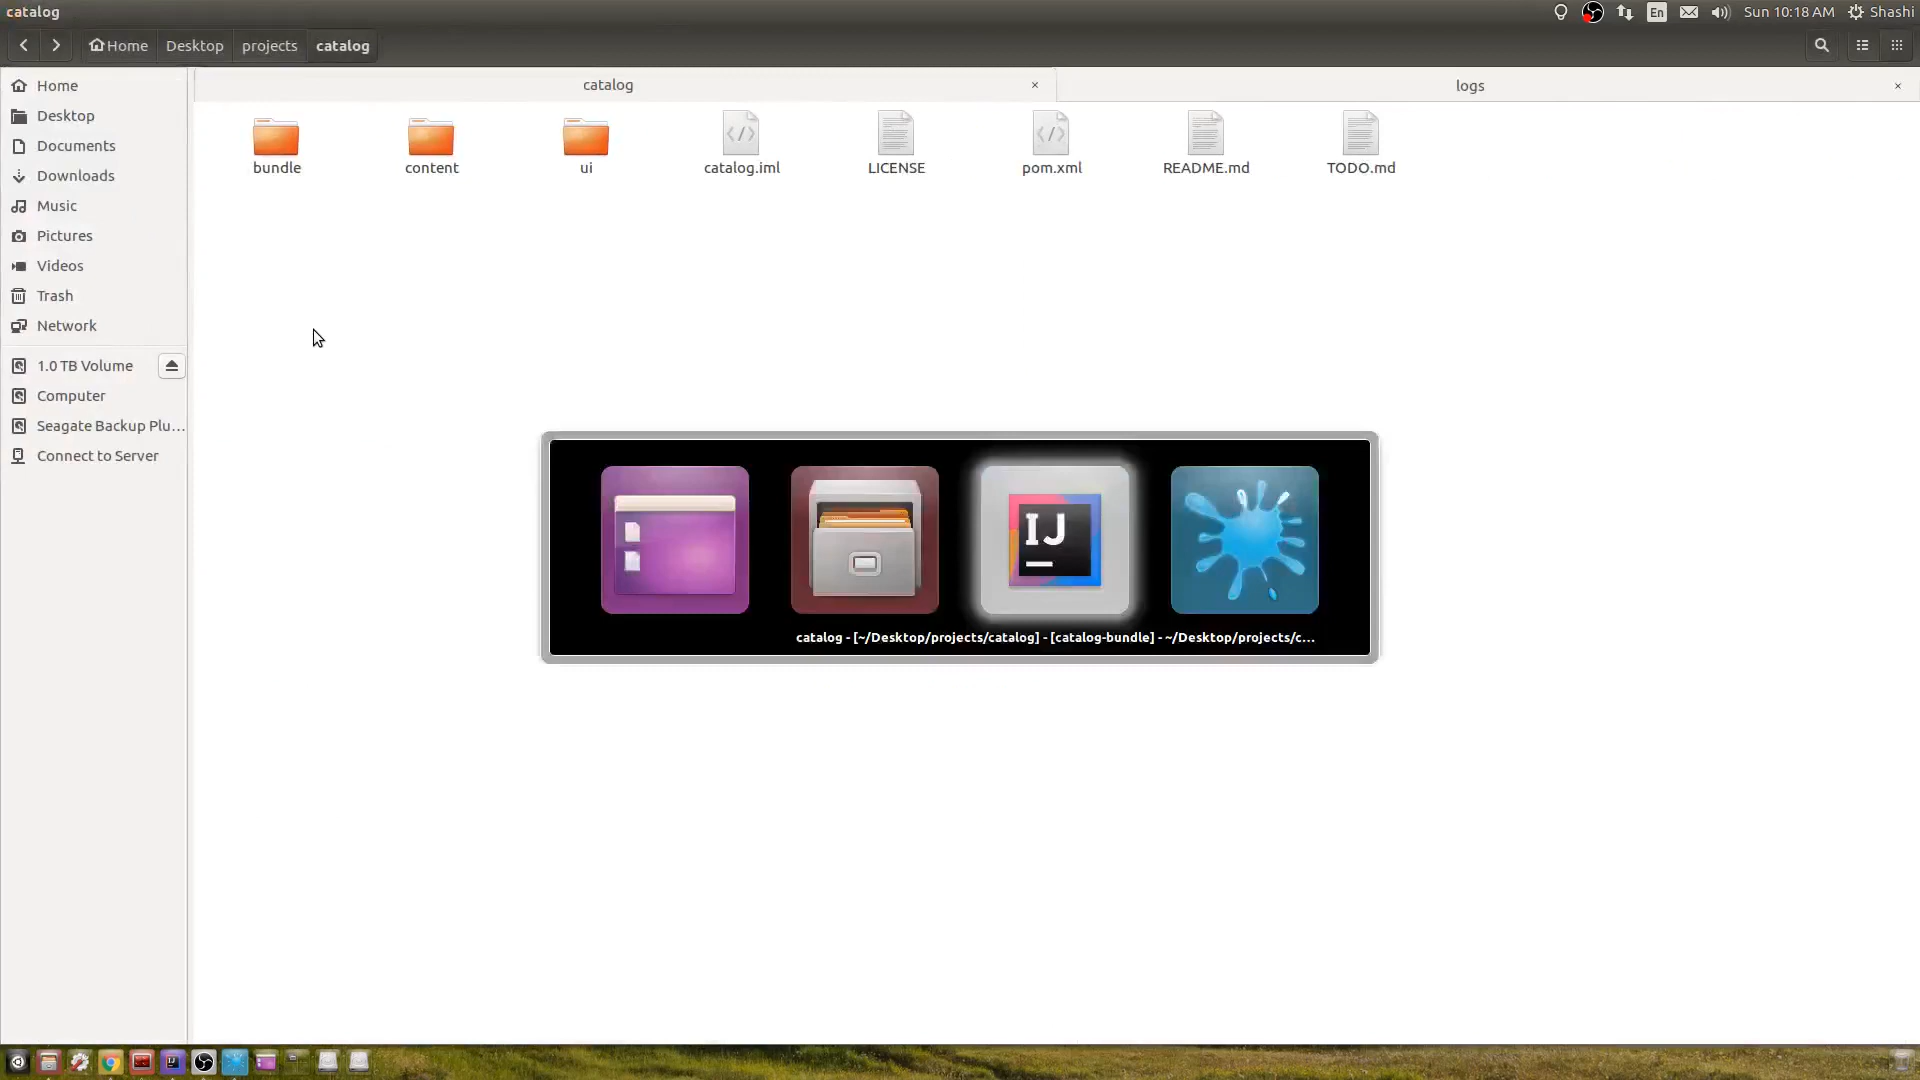 catalog
En
Sun 10:18 AM
Shashi
Home
Desktop
projects
catalog
Home
Desktop
Documents
Downloads
Music
Pictures
Videos
Trash
Network
1.0 TB Volume
Computer
Seagate Backup Plu...
Connect to Server
catalog
logs
bundle
content
ui
catalog.iml
LICENSE
pom.xml
README.md
TODO.md
IJ
catalog - [~/Desktop/projects/catalog] - [catalog-bundle] - ~/Desktop/projects/c...